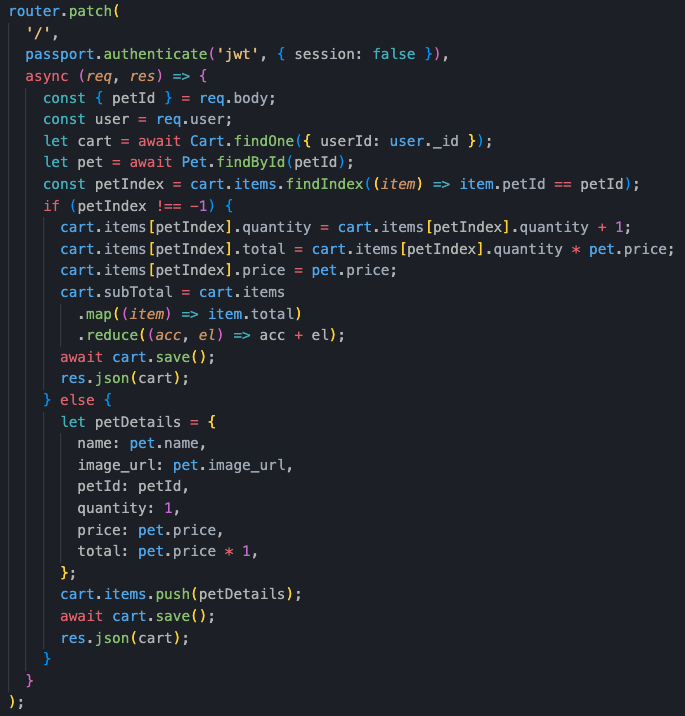 router.patch(
  '/',
  passport.authenticate('jwt', { session: false }),
  async (req, res) => {
    const { petId } = req.body;
    const user = req.user;
    let cart = await Cart.findOne({ userId: user._id });
    let pet = await Pet.findById(petId);
    const petIndex = cart.items.findIndex((item) => item.petId == petId);
    if (petIndex !== -1) {
      cart.items[petIndex].quantity = cart.items[petIndex].quantity + 1;
      cart.items[petIndex].total = cart.items[petIndex].quantity * pet.price;
      cart.items[petIndex].price = pet.price;
      cart.subTotal = cart.items
        .map((item) => item.total)
        .reduce((acc, el) => acc + el);
      await cart.save();
      res.json(cart);
    } else {
      let petDetails = {
        name: pet.name,
        image_url: pet.image_url,
        petId: petId,
        quantity: 1,
        price: pet.price,
        total: pet.price * 1,
      };
      cart.items.push(petDetails);
      await cart.save();
      res.json(cart);
    }
  }
);